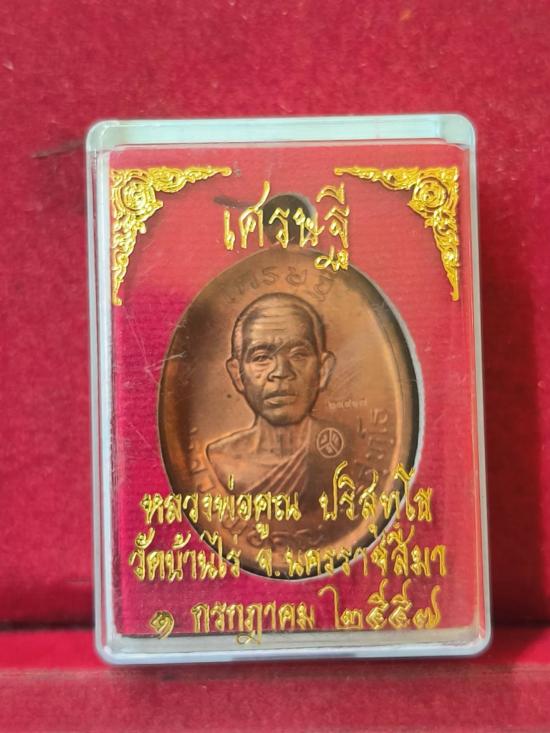 เศรษฐี
หลวงพ่อคูณ ปริสุทฺโธ
วัดบ้านไร่ จ.นครราชสีมา
๑ กรกฎาคม ๒๕๕๗